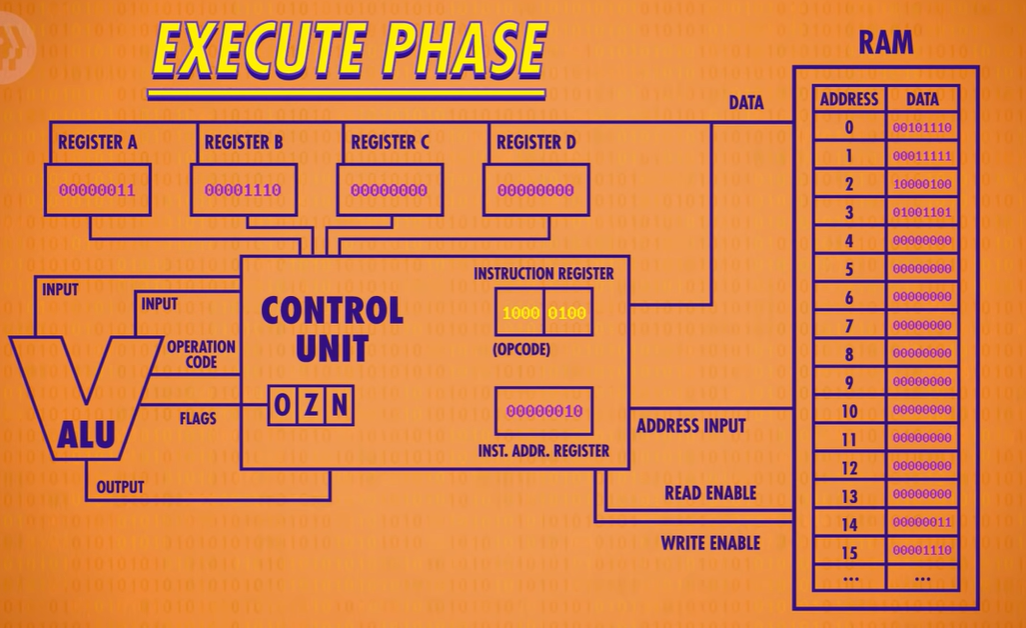 EXECUTE PHASE
RAM
DATA
ADDRESS DATA
0 00101110
1 00011111
2 10000100
3 01001101
4 00000000
5 00000000
6 00000000
7 00000000
8 00000000
9 00000000
10 00000000
11 00000000
12 00000000
13 00000000
14 00000011
15 00001110
... ...
REGISTER A
00000011
REGISTER B
00001110
REGISTER C
00000000
REGISTER D
00000000
INPUT
INPUT
OPERATION
CODE
FLAGS
ALU
OUTPUT
CONTROL
UNIT
O Z N
INSTRUCTION REGISTER
1000 0100
(OPCODE)
00000010
INST. ADDR. REGISTER
ADDRESS INPUT
READ ENABLE
WRITE ENABLE